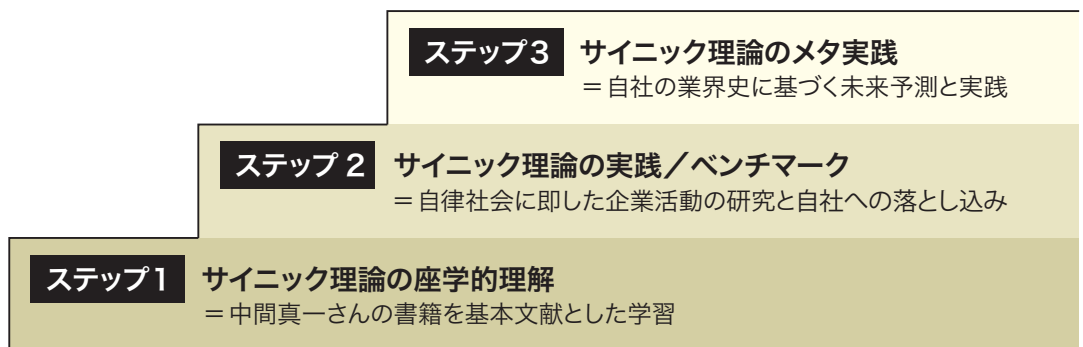 ステップ3 サイニック理論のメタ実践
＝自社の業界史に基づく未来予測と実践
ステップ2 サイニック理論の実践／ベンチマーク
＝自律社会に即した企業活動の研究と自社への落とし込み
ステップ1 サイニック理論の座学的理解
＝中間真一さんの書籍を基本文献とした学習